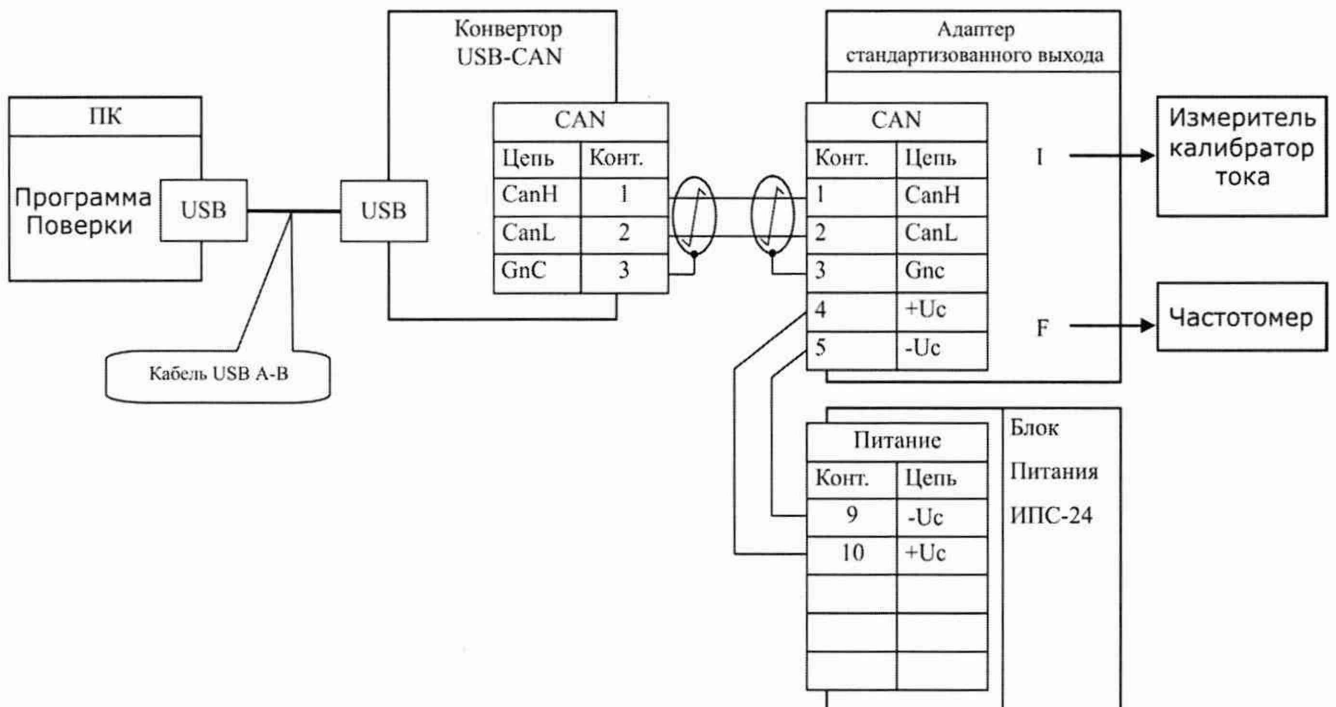 ПК
Программа
Поверки
USB
Кабель USB A-B
Конвертор
USB-CAN
USB
CAN
Цепь Конт.
CanH 1
CanL 2
GnC 3
Адаптер
стандартизованного выхода
CAN
Конт. Цепь
1 CanH
2 CanL
3 Gnc
4 +Uc
5 -Uc
I
F
Измеритель
калибратор
тока
Частотомер
Питание
Конт. Цепь
9 -Uc
10 +Uc
Блок
Питания
ИПС-24